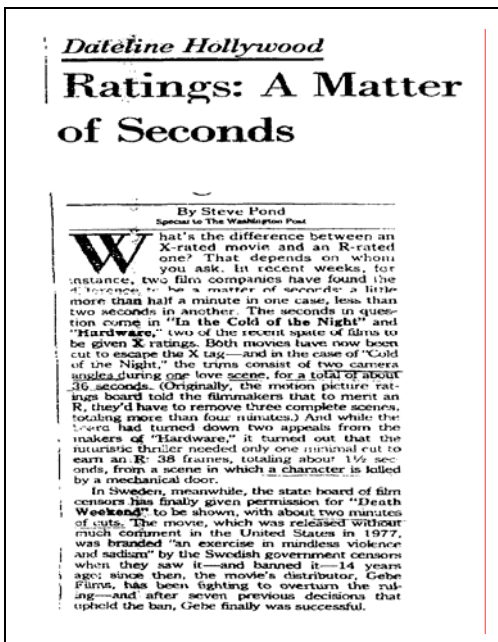 Dateline Hollywood
Ratings: A Matter
of Seconds
By Steve Pond
Special to The Washington Post
What's the difference between an
X-rated movie and an R-rated
one? That depends on whom
you ask. In recent weeks, for
instance, two film companies have found the
difference to be a matter of seconds: a little
more than half a minute in one case, less than
two seconds in another. The seconds in ques-
tion come in "In the Cold of the Night" and
"Hardware," two of the recent spate of films to
be given X ratings. Both movies have now been
cut to escape the X tag—and in the case of "Cold
of the Night," the trims consist of two camera
angles during one love scene, for a total of about
36 seconds. (Originally, the motion picture rat-
ings board told the filmmakers that to merit an
R, they'd have to remove three complete scenes,
totaling more than four minutes.) And while the
board had turned down two appeals from the
makers of "Hardware," it turned out that the
futuristic thriller needed only one minimal cut to
earn an R: 38 frames, totaling about 1½ sec-
onds, from a scene in which a character is killed
by a mechanical door.
In Sweden, meanwhile, the state board of film
censors has finally given permission for "Death
Weekend" to be shown, with about two minutes
of cuts. The movie, which was released without
much comment in the United States in 1977,
was branded "an exercise in mindless violence
and sadism" by the Swedish government censors
when they saw it—and banned it—14 years
ago; since then, the movie's distributor, Gebe
Films, has been fighting to overturn the rul-
ing—and after seven previous decisions that
upheld the ban, Gebe finally was successful.